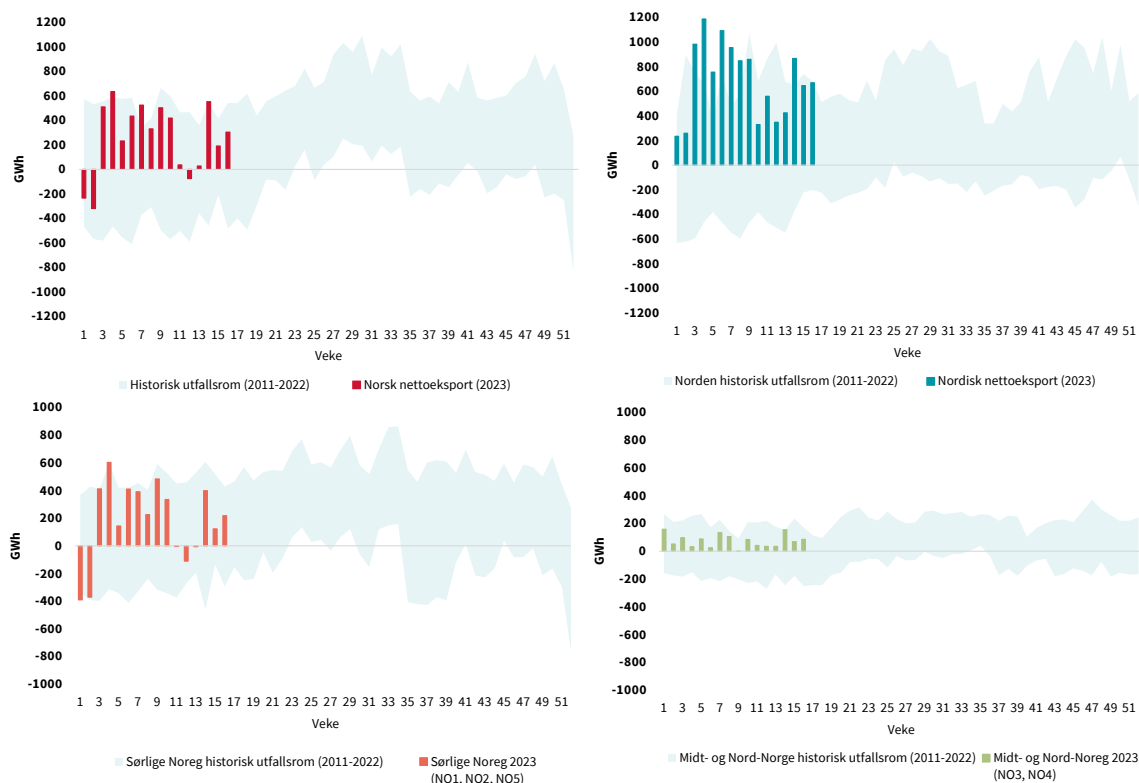 1200
1000
800
600
400
200
0
-200
-400
-600
-800
-1000
-1200
GWh
1 3 5 7 9 11 13 15 17 19 21 23 25 27 29 31 33 35 37 39 41 43 45 47 49 51
Veke
Historisk utfallsrom (2011-2022) Norsk nettoeksport (2023)
1200
1000
800
600
400
200
0
-200
-400
-600
-800
-1000
-1200
GWh
1 3 5 7 9 11 13 15 17 19 21 23 25 27 29 31 33 35 37 39 41 43 45 47 49 51
Veke
Norden historisk utfallsrom (2011-2022) Nordisk nettoeksport (2023)
1000
800
600
400
200
0
-200
-400
-600
-800
-1000
GWh
1 3 5 7 9 11 13 15 17 19 21 23 25 27 29 31 33 35 37 39 41 43 45 47 49 51
Veke
Sørlige Noreg historisk utfallsrom (2011-2022) Sørlige Noreg 2023
(NO1, NO2, NO5)
1000
800
600
400
200
0
-200
-400
-600
-800
-1000
GWh
1 3 5 7 9 11 13 15 17 19 21 23 25 27 29 31 33 35 37 39 41 43 45 47 49 51
Veke
Midt- og Nord-Norge historisk utfallsrom (2011-2022) Midt- og Nord-Noreg 2023
(NO3, NO4)